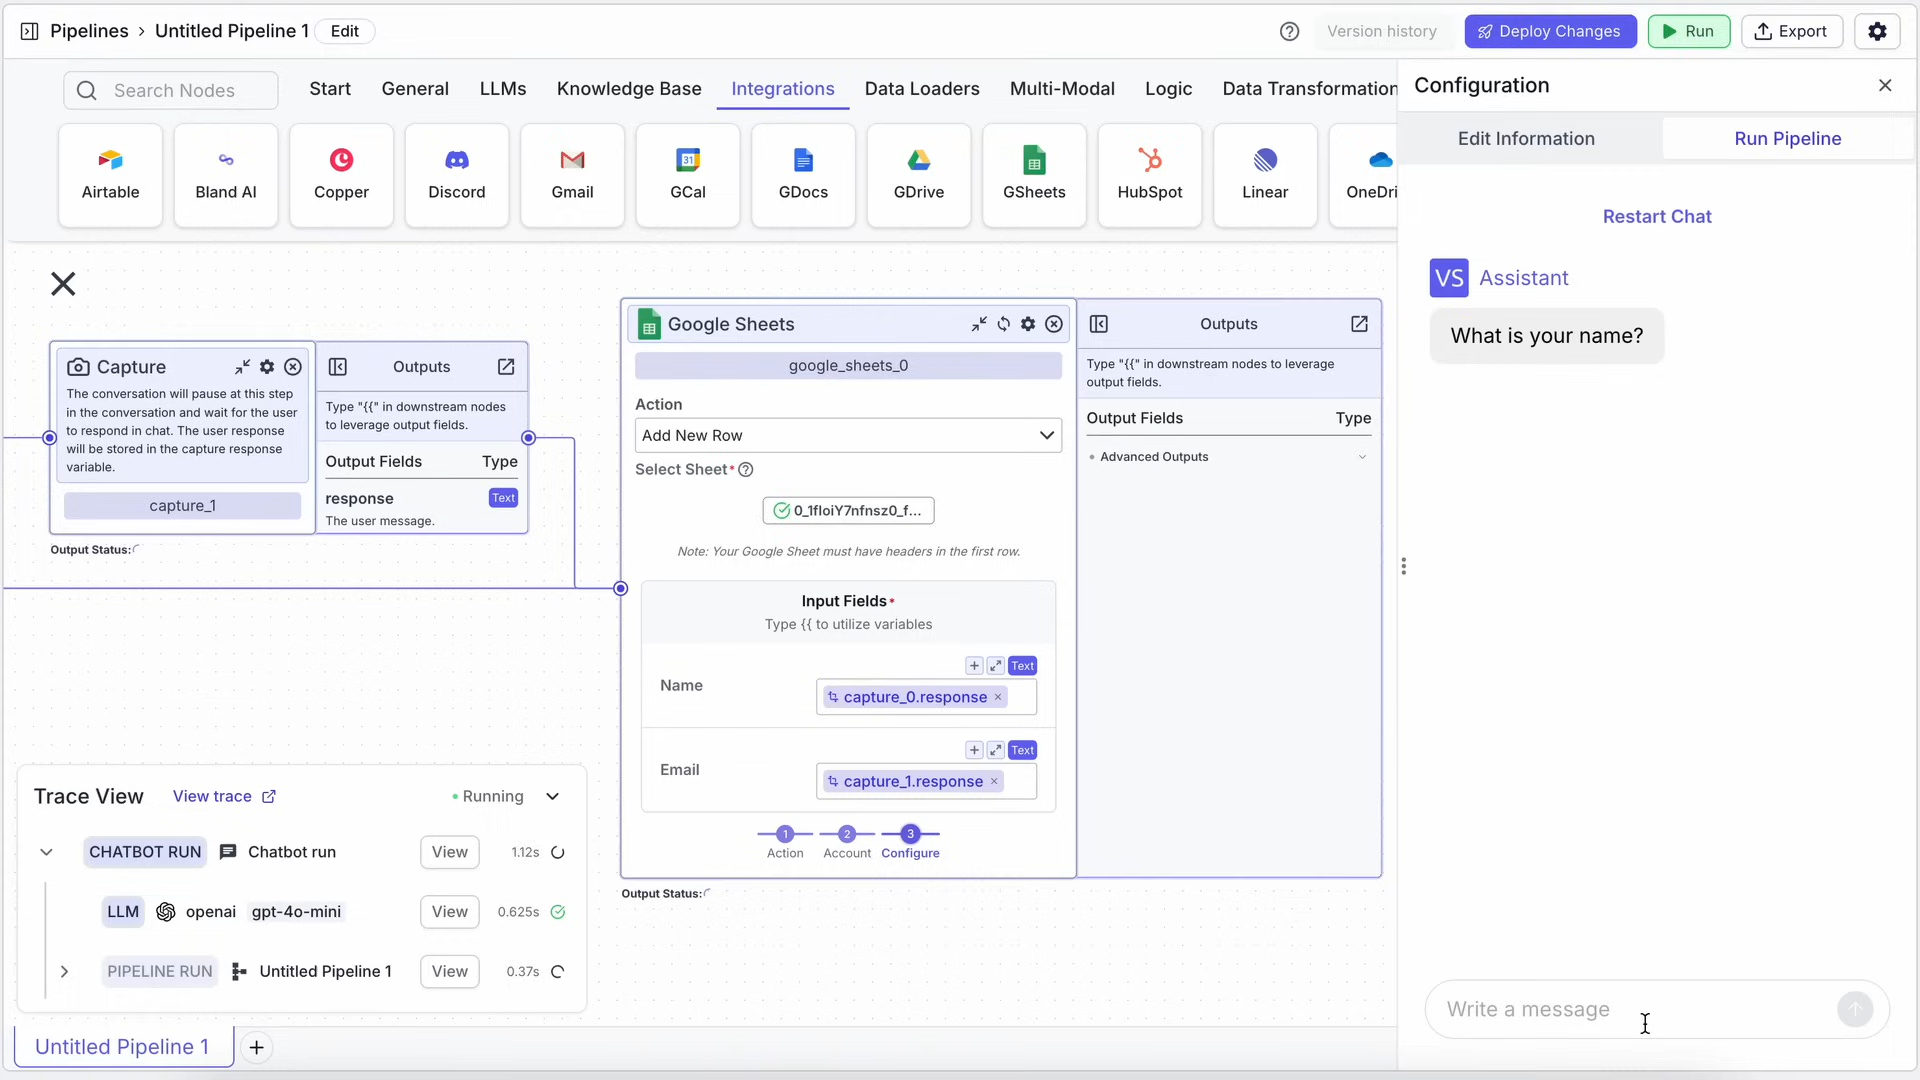 Pipelines › Untitled Pipeline 1 Edit
Version history Deploy Changes Run Export
Search Nodes Start General LLMs Knowledge Base Integrations Data Loaders Multi-Modal Logic Data Transformation
Airtable Bland AI Copper Discord Gmail GCal GDocs GDrive GSheets HubSpot Linear OneDri
31
Capture
The conversation will pause at this step
in the conversation and wait for the user
to respond in chat. The user response
will be stored in the capture response
variable.
capture_1
Output Status:
Outputs
Type "{{" in downstream nodes
to leverage output fields.
Output Fields Type
response Text
The user message.
Google Sheets
google_sheets_0
Action
Add New Row
Select Sheet*
0_1floiY7nfnsz0_f...
Note: Your Google Sheet must have headers in the first row.
Input Fields*
Type {{ to utilize variables
Text
Name capture_0.response ×
Text
Email capture_1.response ×
1 2 3
Action Account Configure
Output Status:
Outputs
Type "{{" in downstream nodes to leverage
output fields.
Output Fields Type
Advanced Outputs
Trace View View trace Running
CHATBOT RUN Chatbot run View 1.12s
LLM openai gpt-4o-mini View 0.625s
PIPELINE RUN Untitled Pipeline 1 View 0.37s
Untitled Pipeline 1 +
Configuration
Edit Information Run Pipeline
Restart Chat
VS Assistant
What is your name?
Write a message